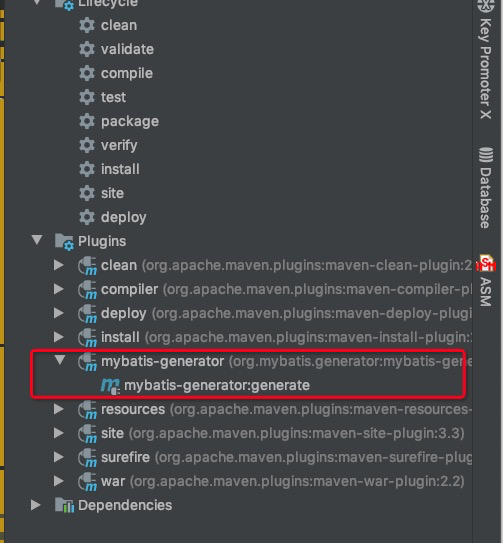 Lifecycle
clean
validate
compile
test
package
verify
install
site
deploy
Plugins
clean (org.apache.maven.plugins:maven-clean-plugin:2
compiler (org.apache.maven.plugins:maven-compiler-pl
deploy (org.apache.maven.plugins:maven-deploy-plugi
install (org.apache.maven.plugins:maven-install-plugin:
mybatis-generator (org.mybatis.generator:mybatis-gene
mybatis-generator:generate
resources (org.apache.maven.plugins:maven-resources-
site (org.apache.maven.plugins:maven-site-plugin:3.3)
surefire (org.apache.maven.plugins:maven-surefire-plug
war (org.apache.maven.plugins:maven-war-plugin:2.2)
Dependencies
Key Promoter X
Database
ASM